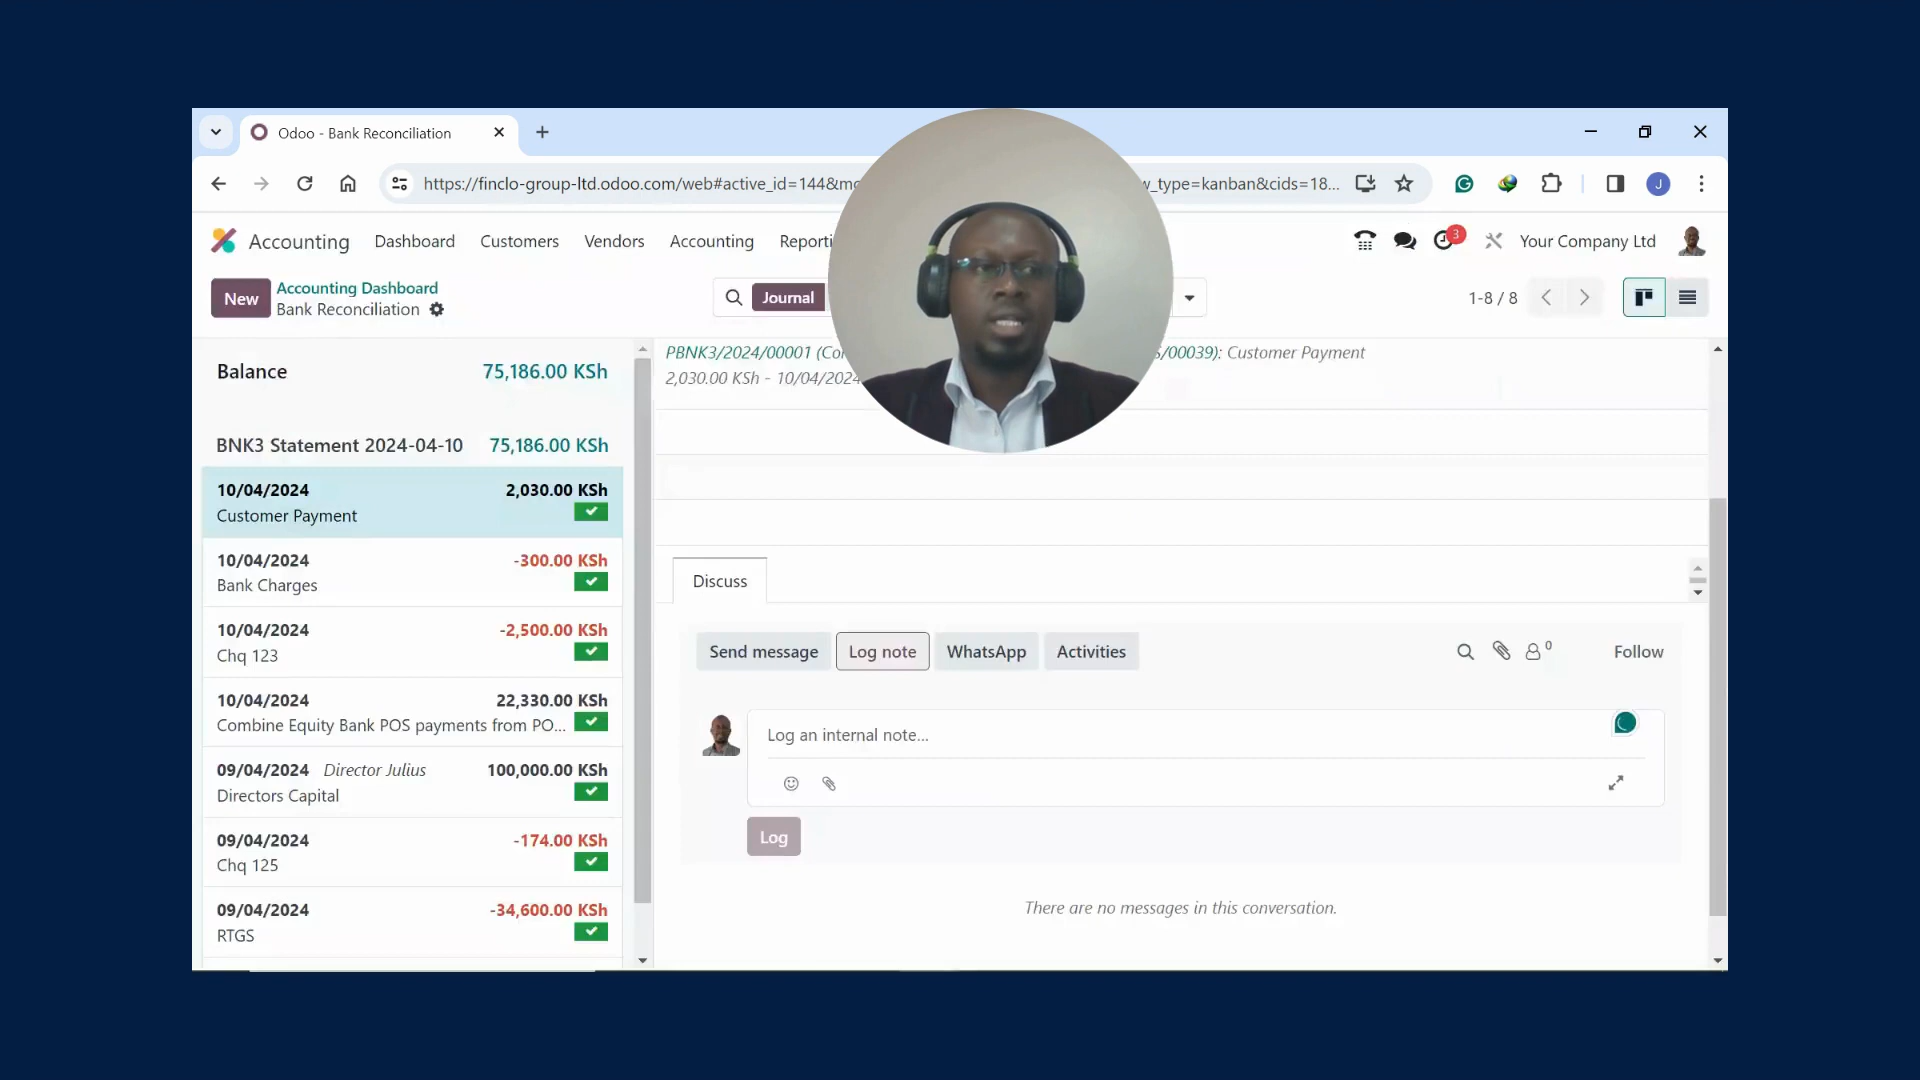 Odoo - Bank Reconciliation
https://finclo-group-ltd.odoo.com/web#active_id=144&m
w_type=kanban&cids=18...
J
Accounting Dashboard Customers Vendors Accounting Reporti
3
Your Company Ltd
New
Accounting Dashboard
Bank Reconciliation
Journal
1-8 / 8
Balance 75,186.00 KSh
BNK3 Statement 2024-04-10 75,186.00 KSh
10/04/2024 2,030.00 KSh
Customer Payment
10/04/2024 -300.00 KSh
Bank Charges
10/04/2024 -2,500.00 KSh
Chq 123
10/04/2024 22,330.00 KSh
Combine Equity Bank POS payments from PO...
09/04/2024 Director Julius 100,000.00 KSh
Directors Capital
09/04/2024 -174.00 KSh
Chq 125
09/04/2024 -34,600.00 KSh
RTGS
PBNK3/2024/00001 (Co
/00039): Customer Payment
2,030.00 KSh - 10/04/2024
Discuss
Send message Log note WhatsApp Activities
0
Follow
Log an internal note...
Log
There are no messages in this conversation.